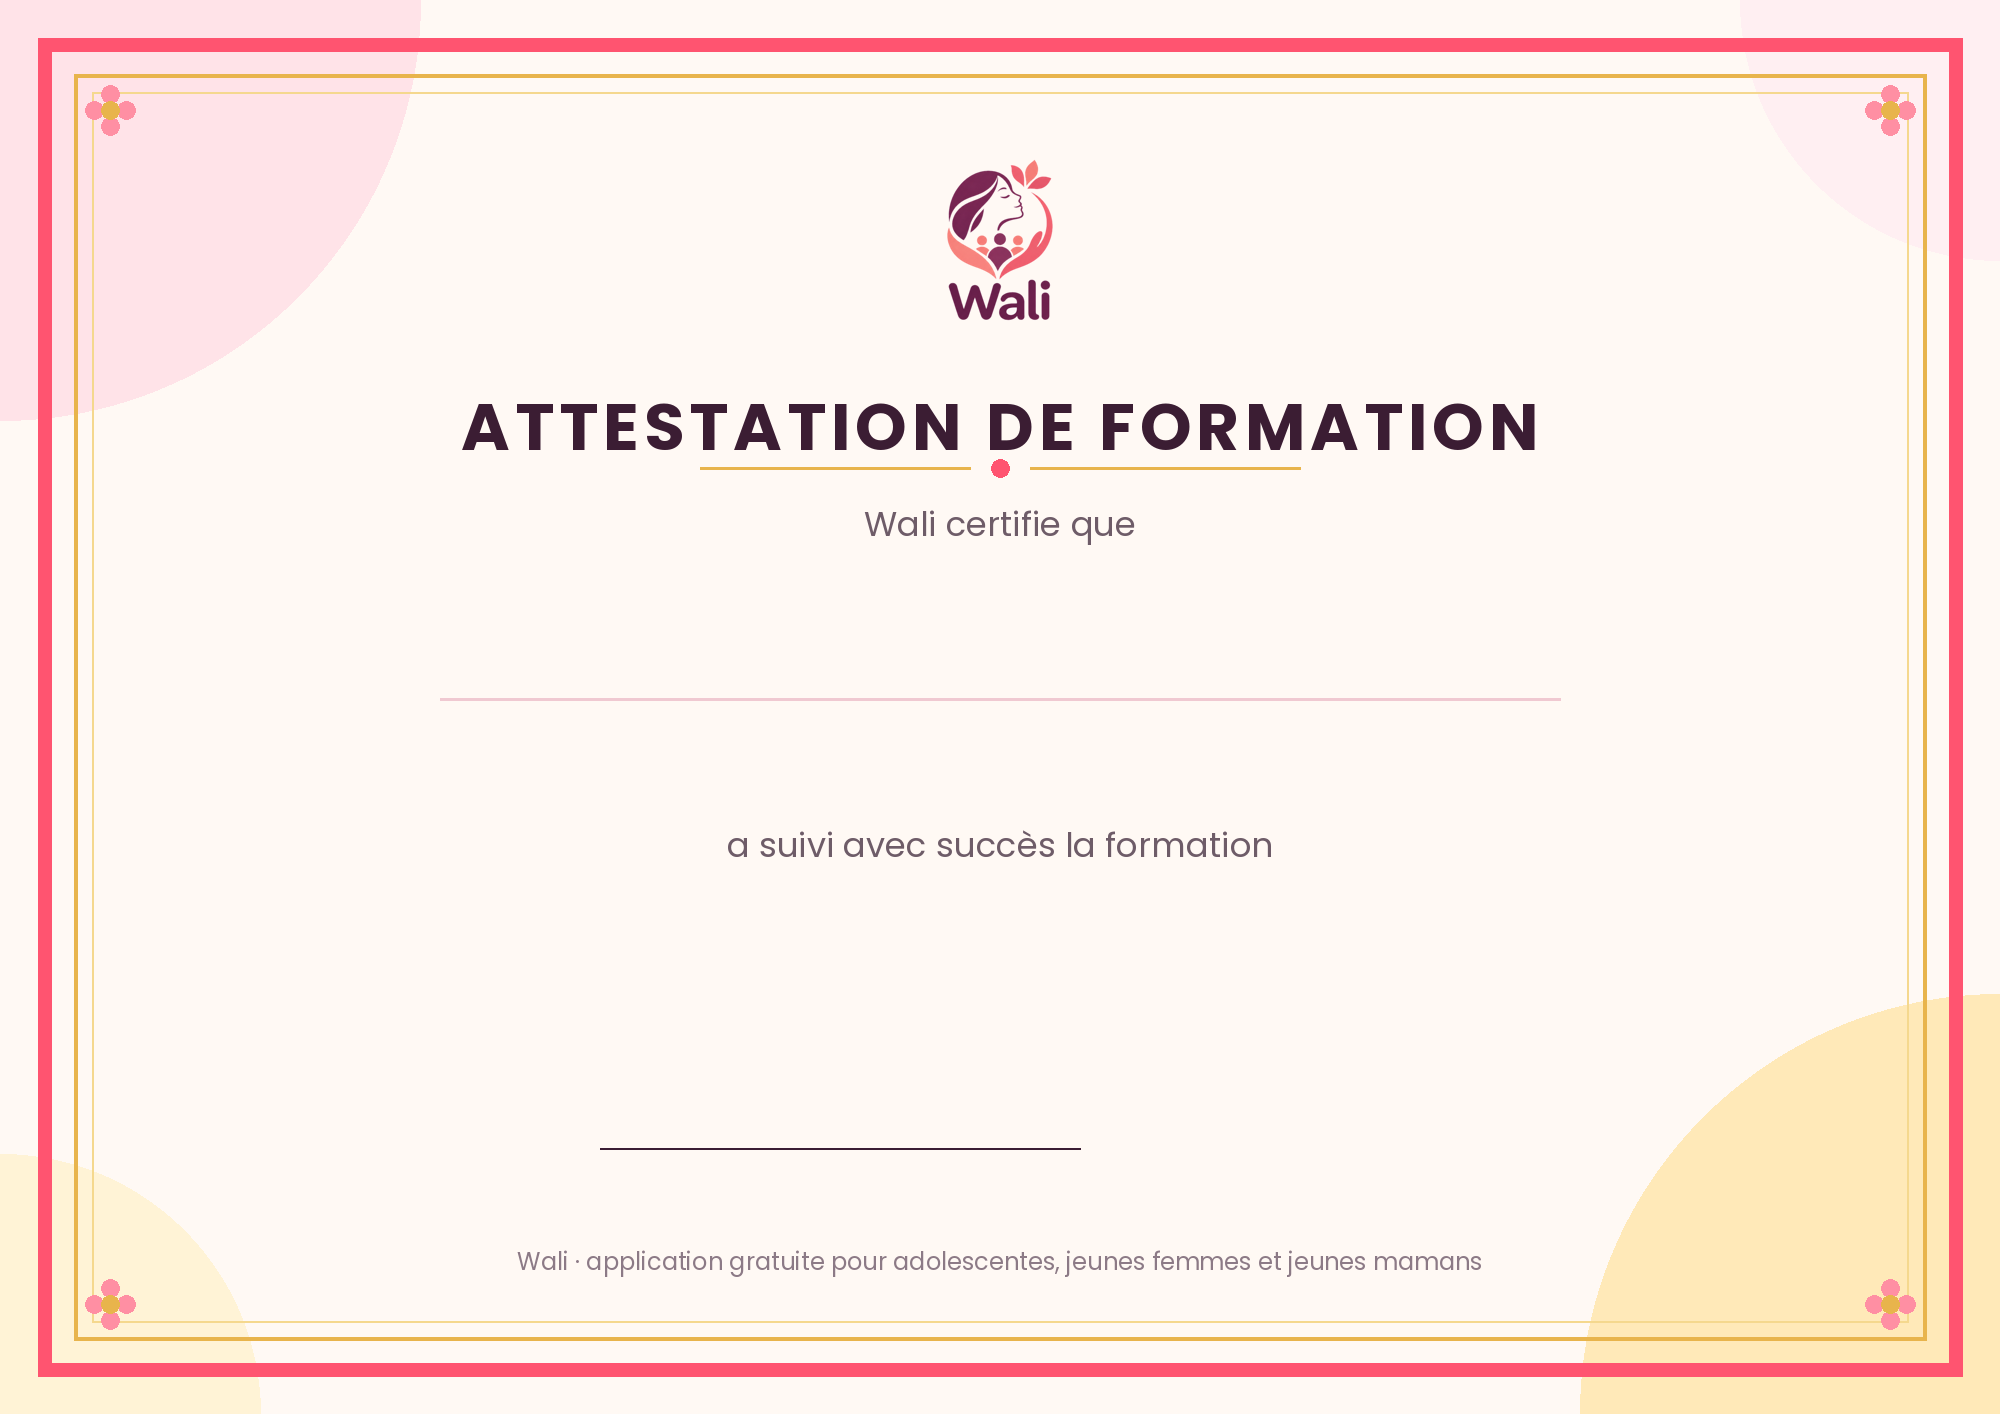 Wali
ATTESTATION DE FORMATION
Wali certifie que
a suivi avec succès la formation
Wali · application gratuite pour adolescentes, jeunes femmes et jeunes mamans